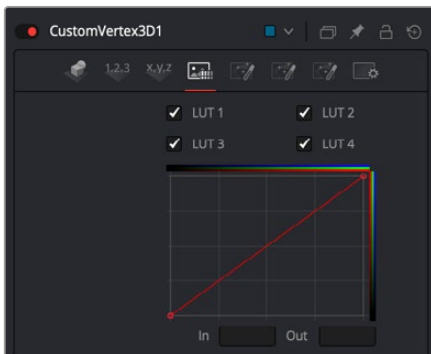 CustomVertex3D1
1,2,3 x,y,z
LUT 1 LUT 2
LUT 3 LUT 4
In Out